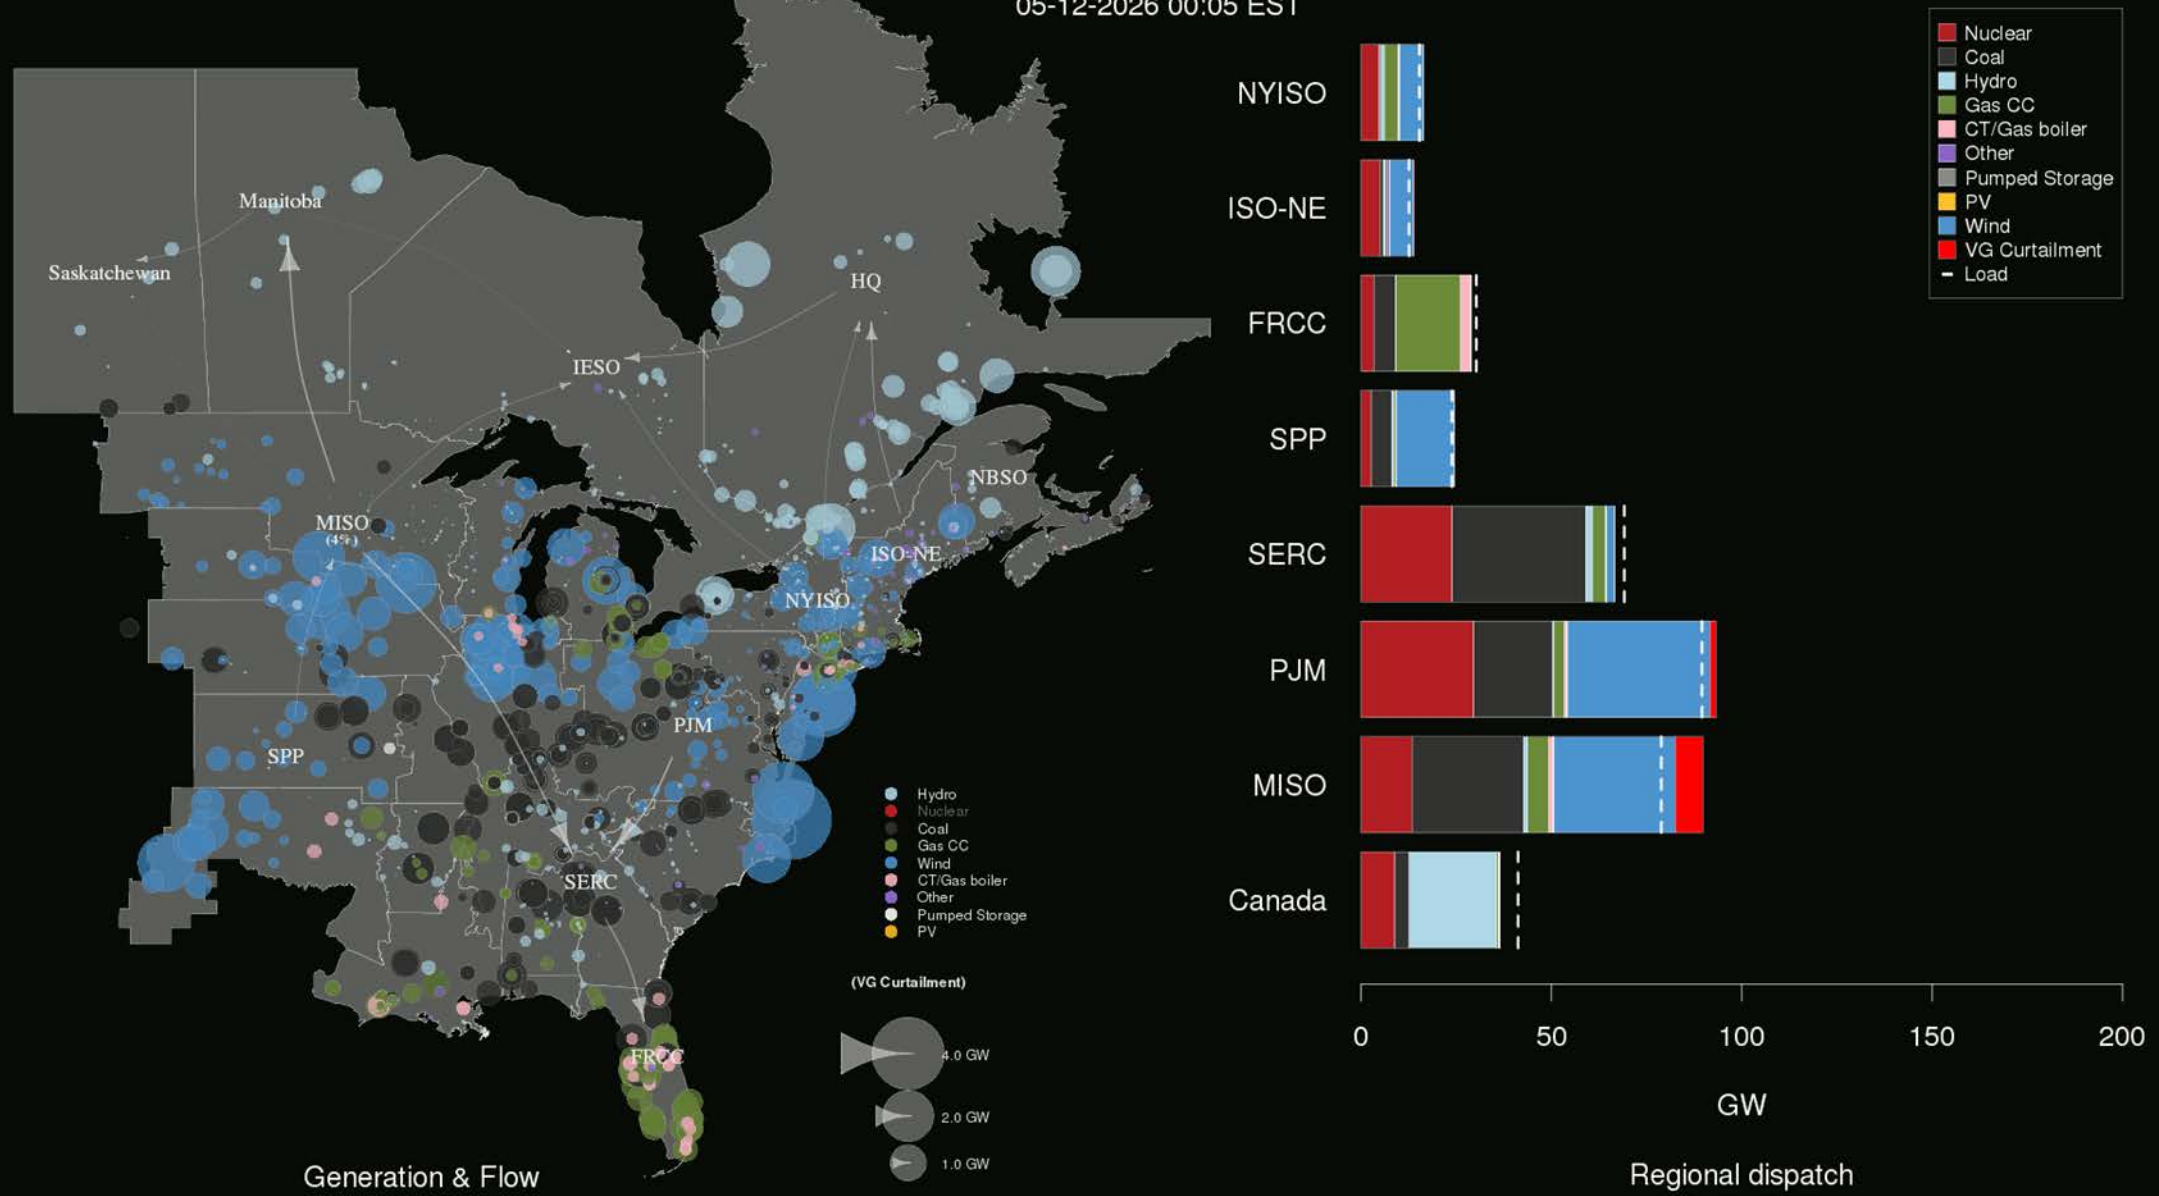 05-12-2026 00:05 EST
Manitoba
Saskatchewan
HQ
IESO
NBSO
MISO
(4%)
ISO-NE
NYISO
PJM
SPP
SERC
FRCC
Hydro
Nuclear
Coal
Gas CC
Wind
CT/Gas boiler
Other
Pumped Storage
PV
(VG Curtailment)
4.0 GW
2.0 GW
1.0 GW
Generation & Flow
NYISO
ISO-NE
FRCC
SPP
SERC
PJM
MISO
Canada
0 50 100 150 200
GW
Regional dispatch
Nuclear
Coal
Hydro
Gas CC
CT/Gas boiler
Other
Pumped Storage
PV
Wind
VG Curtailment
Load